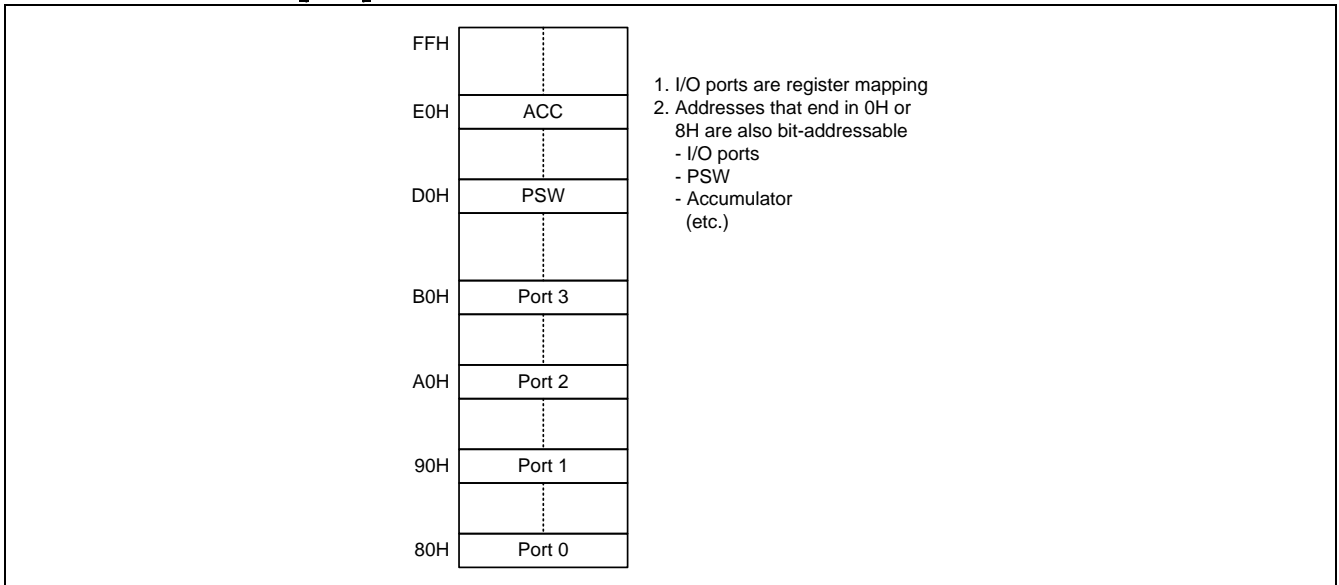 FFH
E0H ACC
D0H PSW
B0H Port 3
A0H Port 2
90H Port 1
80H Port 0
1. I/O ports are register mapping
2. Addresses that end in 0H or
8H are also bit-addressable
- I/O ports
- PSW
- Accumulator
(etc.)